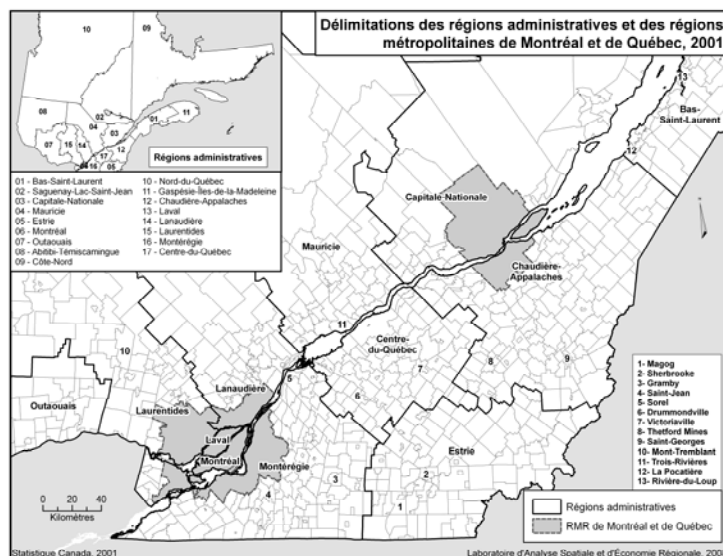 Délimitations des régions administratives et des régions
métropolitaines de Montréal et de Québec, 2001
10
09
08
02
01
11
04
03
07
15
14
12
17
16
05
Régions administratives
01 - Bas-Saint-Laurent
02 - Saguenay-Lac-Saint-Jean
03 - Capitale-Nationale
04 - Mauricie
05 - Estrie
06 - Montréal
07 - Outaouais
08 - Abitibi-Témiscamingue
09 - Côte-Nord
10 - Nord-du-Québec
11 - Gaspésie-Îles-de-la-Madeleine
12 - Chaudière-Appalaches
13 - Laval
14 - Lanaudière
15 - Laurentides
16 - Montérégie
17 - Centre-du-Québec
13
Bas-
Saint-Laurent
12
Capitale-Nationale
Mauricie
Chaudière-
Appalaches
11
Centre-
du-Québec
10
5
7
8
9
6
Lanaudière
Outaouais
Laurentides
Laval
Montréal
Montérégie
Estrie
2
3
4
1
1- Magog
2- Sherbrooke
3- Gramby
4- Saint-Jean
5- Sorel
6- Drummondville
7- Victoriaville
8- Thetford Mines
9- Saint-Georges
10- Mont-Tremblant
11- Trois-Rivières
12- La Pocatière
13- Rivière-du-Loup
40 20 0 40
Kilomètres
Régions administratives
RMR de Montréal et de Québec
Statistique Canada, 2001
Laboratoire d'Analyse Spatiale et d'Économie Régionale,